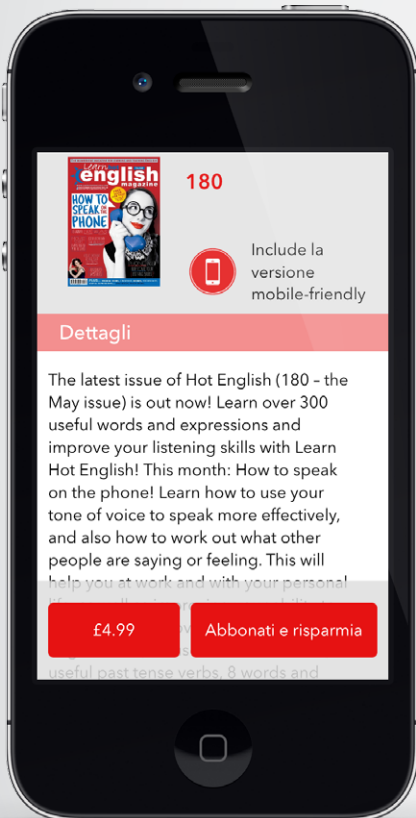 Learn
english
magazine
HOW TO
SPEAK ON THE
PHONE
180
Include la
versione
mobile-friendly
Dettagli
The latest issue of Hot English (180 – the
May issue) is out now! Learn over 300
useful words and expressions and
improve your listening skills with Learn
Hot English! This month: How to speak
on the phone! Learn how to use your
tone of voice to speak more effectively,
and also how to work out what other
people are saying or feeling. This will
help you at work and with your personal
£4.99
Abbonati e risparmia
useful past tense verbs, 8 words and